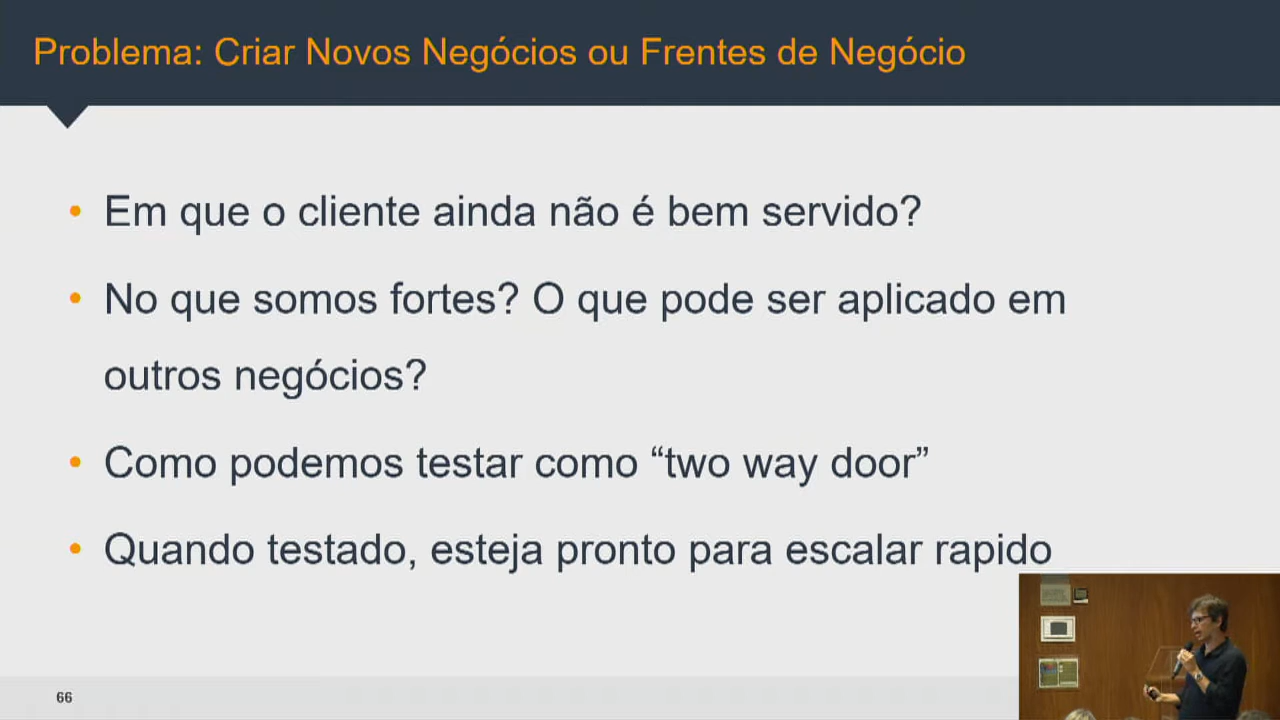 Problema: Criar Novos Negócios ou Frentes de Negócio
• Em que o cliente ainda não é bem servido?
• No que somos fortes? O que pode ser aplicado em
outros negócios?
• Como podemos testar como “two way door”
• Quando testado, esteja pronto para escalar rapido
66